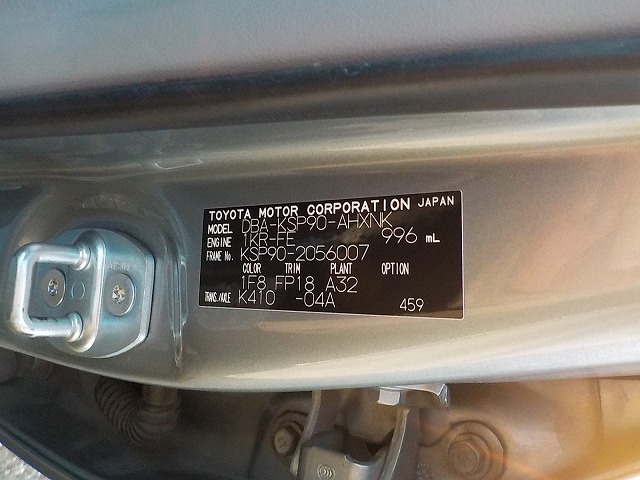 TOYOTA MOTOR CORPORATION JAPAN
MODEL DBA-KSP90-AHXNK
ENGINE 1KR-FE 996 mL
FRAME No. KSP90-2056007
COLOR TRIM PLANT OPTION
1F8 FP18 A32
TRANS./AXLE K410 -04A
459